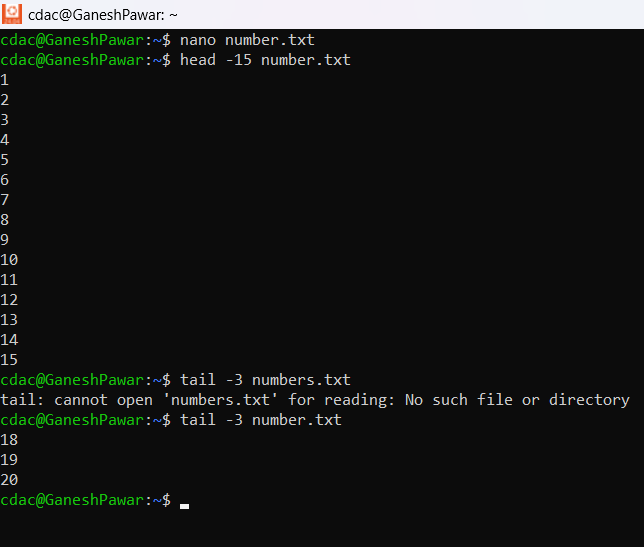 cdac@GaneshPawar: ~
cdac@GaneshPawar:~$ nano number.txt
cdac@GaneshPawar:~$ head -15 number.txt
1
2
3
4
5
6
7
8
9
10
11
12
13
14
15
cdac@GaneshPawar:~$ tail -3 numbers.txt
tail: cannot open 'numbers.txt' for reading: No such file or directory
cdac@GaneshPawar:~$ tail -3 number.txt
18
19
20
cdac@GaneshPawar:~$